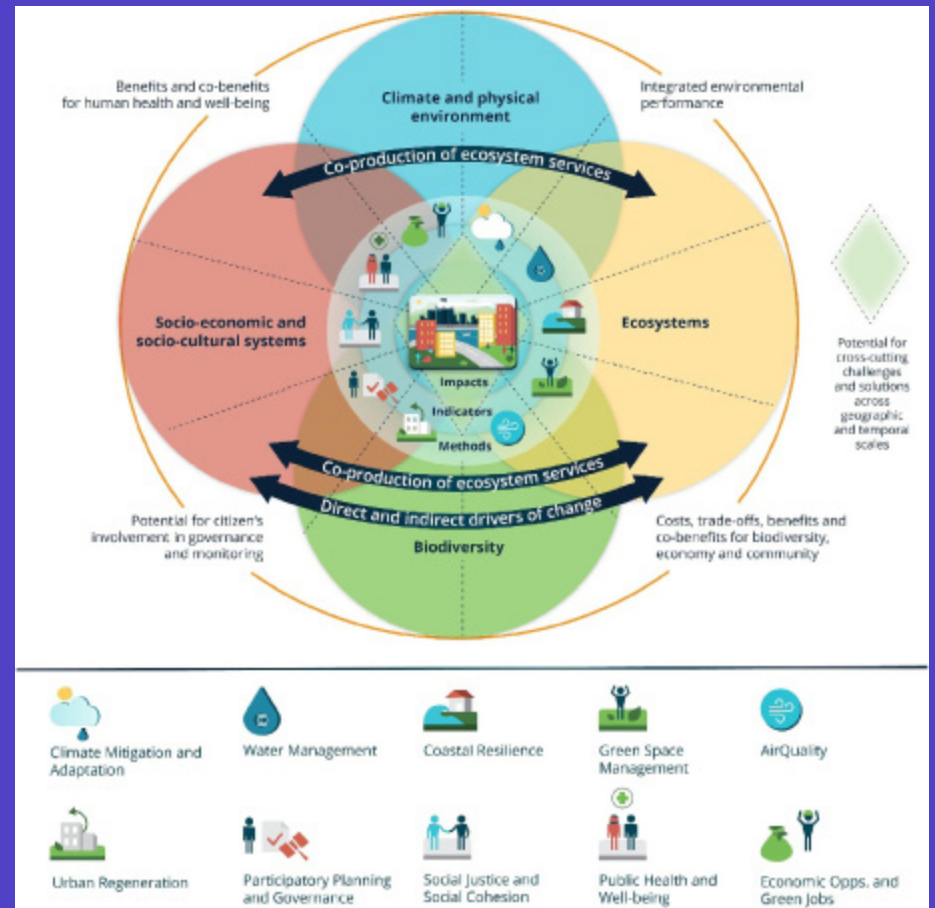 Benefits and co-benefits
for human health and well-being
Integrated environmental
performance
Climate and physical
environment
Co-production of ecosystem services
Socio-economic and
socio-cultural systems
Ecosystems
Impacts
Indicators
Methods
Potential for
cross-cutting
challenges
and solutions
across
geographic
and temporal
scales
Co-production of ecosystem services
Direct and indirect drivers of change
Biodiversity
Potential for citizen's
involvement in governance
and monitoring
Costs, trade-offs, benefits and
co-benefits for biodiversity,
economy and community
Climate Mitigation and
Adaptation
Water Management
Coastal Resilience
Green Space
Management
AirQuality
Urban Regeneration
Participatory Planning
and Governance
Social Justice and
Social Cohesion
Public Health and
Well-being
Economic Opps. and
Green Jobs